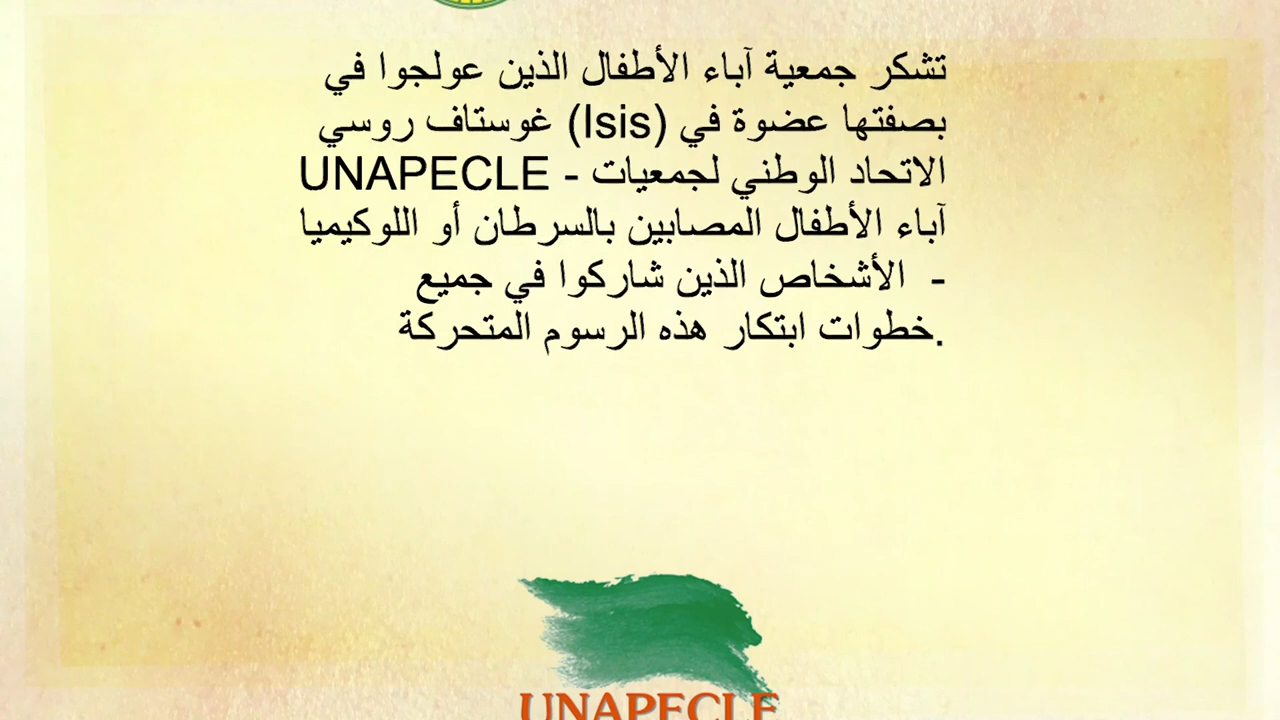 تشكر جمعية آباء الأطفال الذين عولجوا في
بصفتها عضوة في (Isis) غوستاف روسي
الاتحاد الوطني لجمعيات - UNAPECLE
آباء الأطفال المصابين بالسرطان أو اللوكيميا
- الأشخاص الذين شاركوا في جميع
.خطوات ابتكار هذه الرسوم المتحركة
UNAPECLE